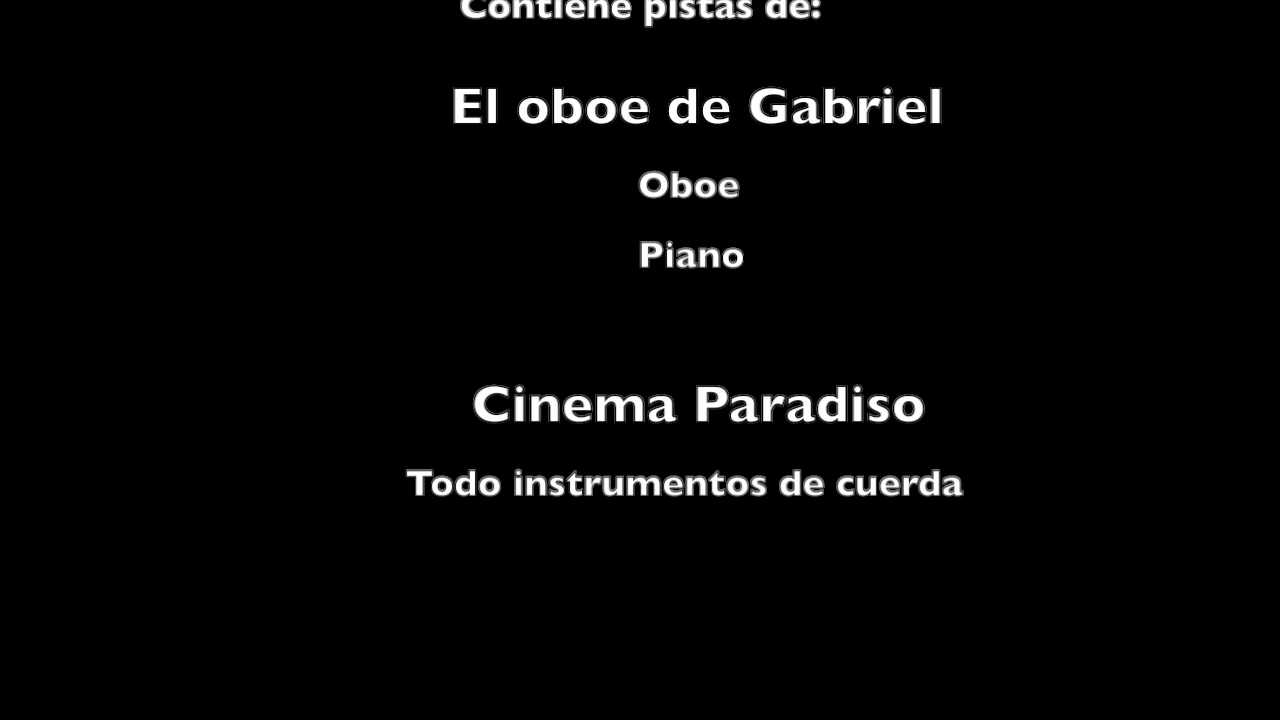 Contiene pistas de:
El oboe de Gabriel
Oboe
Piano
Cinema Paradiso
Todo instrumentos de cuerda